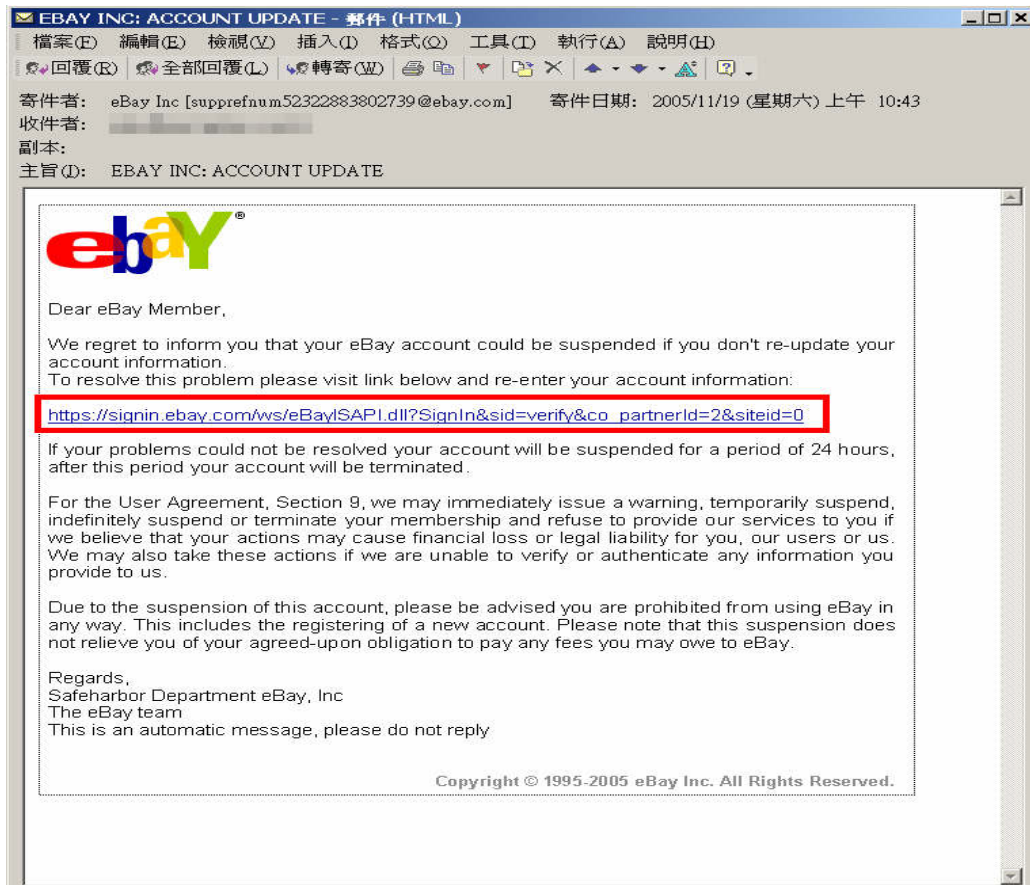 EBAY INC: ACCOUNT UPDATE - 郵件 (HTML)
檔案(F) 編輯(E) 檢視(V) 插入(I) 格式(O) 工具(T) 執行(A) 說明(H)
回覆(R) 全部回覆(L) 轉寄(W)
寄件者: eBay Inc [supprefnum52322883802739@ebay.com] 寄件日期: 2005/11/19 (星期六) 上午 10:43
收件者:
副本:
主旨(J): EBAY INC: ACCOUNT UPDATE
ebaY®
Dear eBay Member,
We regret to inform you that your eBay account could be suspended if you don't re-update your
account information.
To resolve this problem please visit link below and re-enter your account information:
https://signin.ebay.com/ws/eBayISAPI.dll?SignIn&sid=verify&co_partnerId=2&siteid=0
If your problems could not be resolved your account will be suspended for a period of 24 hours,
after this period your account will be terminated.
For the User Agreement, Section 9, we may immediately issue a warning, temporarily suspend,
indefinitely suspend or terminate your membership and refuse to provide our services to you if
we believe that your actions may cause financial loss or legal liability for you, our users or us.
We may also take these actions if we are unable to verify or authenticate any information you
provide to us.
Due to the suspension of this account, please be advised you are prohibited from using eBay in
any way. This includes the registering of a new account. Please note that this suspension does
not relieve you of your agreed-upon obligation to pay any fees you may owe to eBay.
Regards,
Safeharbor Department eBay, Inc
The eBay team
This is an automatic message, please do not reply
Copyright © 1995-2005 eBay Inc. All Rights Reserved.